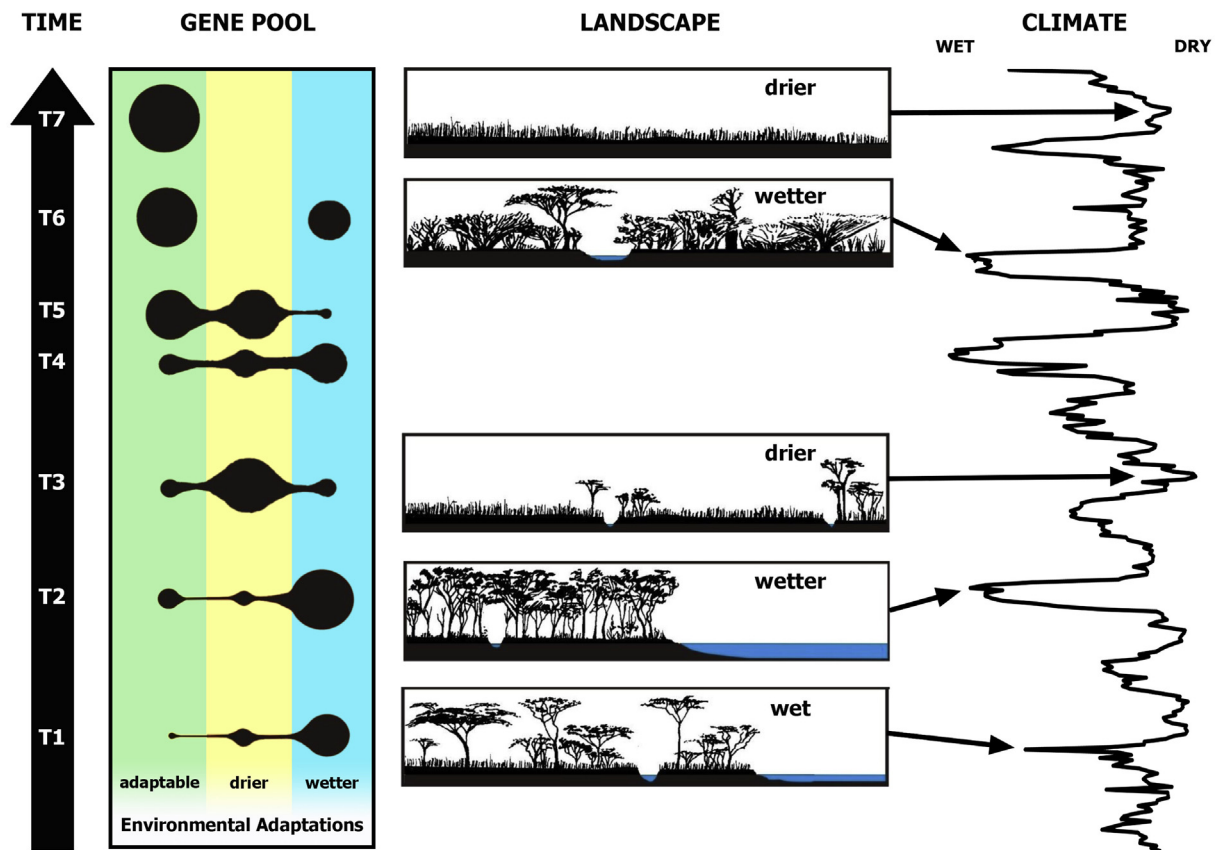 TIME
GENE POOL
LANDSCAPE
CLIMATE
WET
DRY
T7
drier
T6
wetter
T5
T4
T3
drier
T2
wetter
T1
wet
adaptable drier wetter
Environmental Adaptations